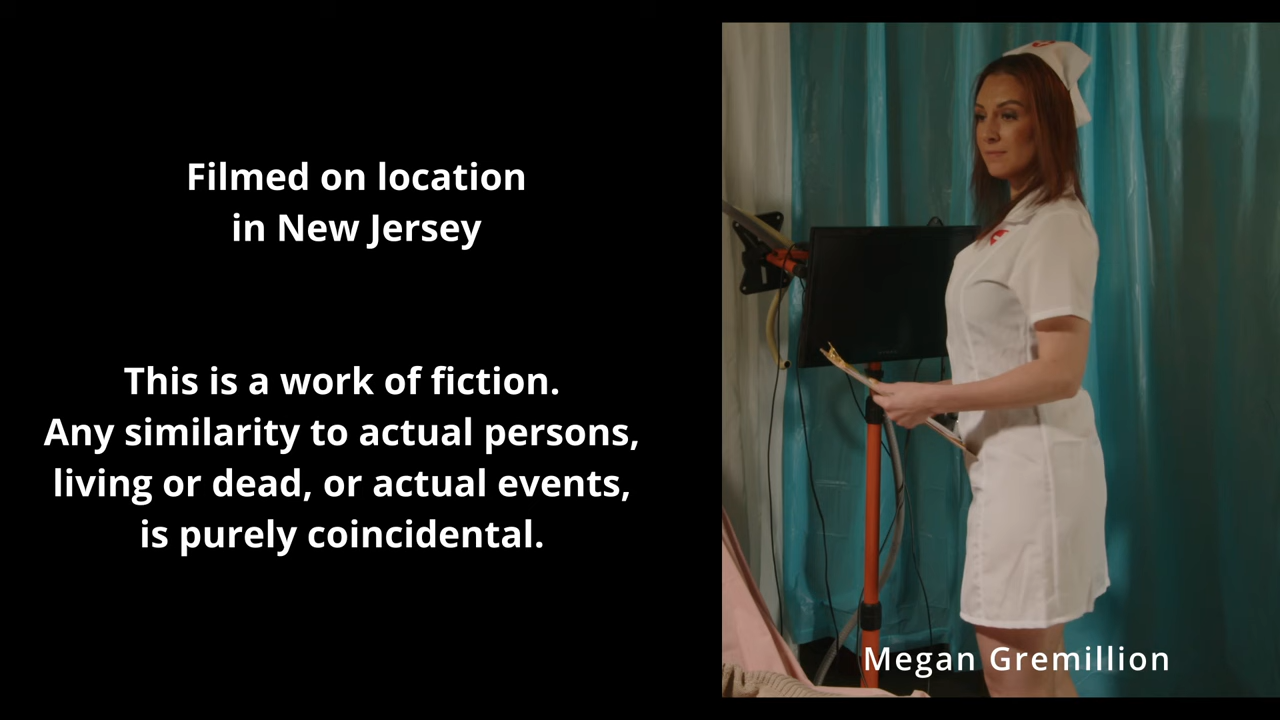 Filmed on location
in New Jersey
This is a work of fiction.
Any similarity to actual persons,
living or dead, or actual events,
is purely coincidental.
Megan Gremillion